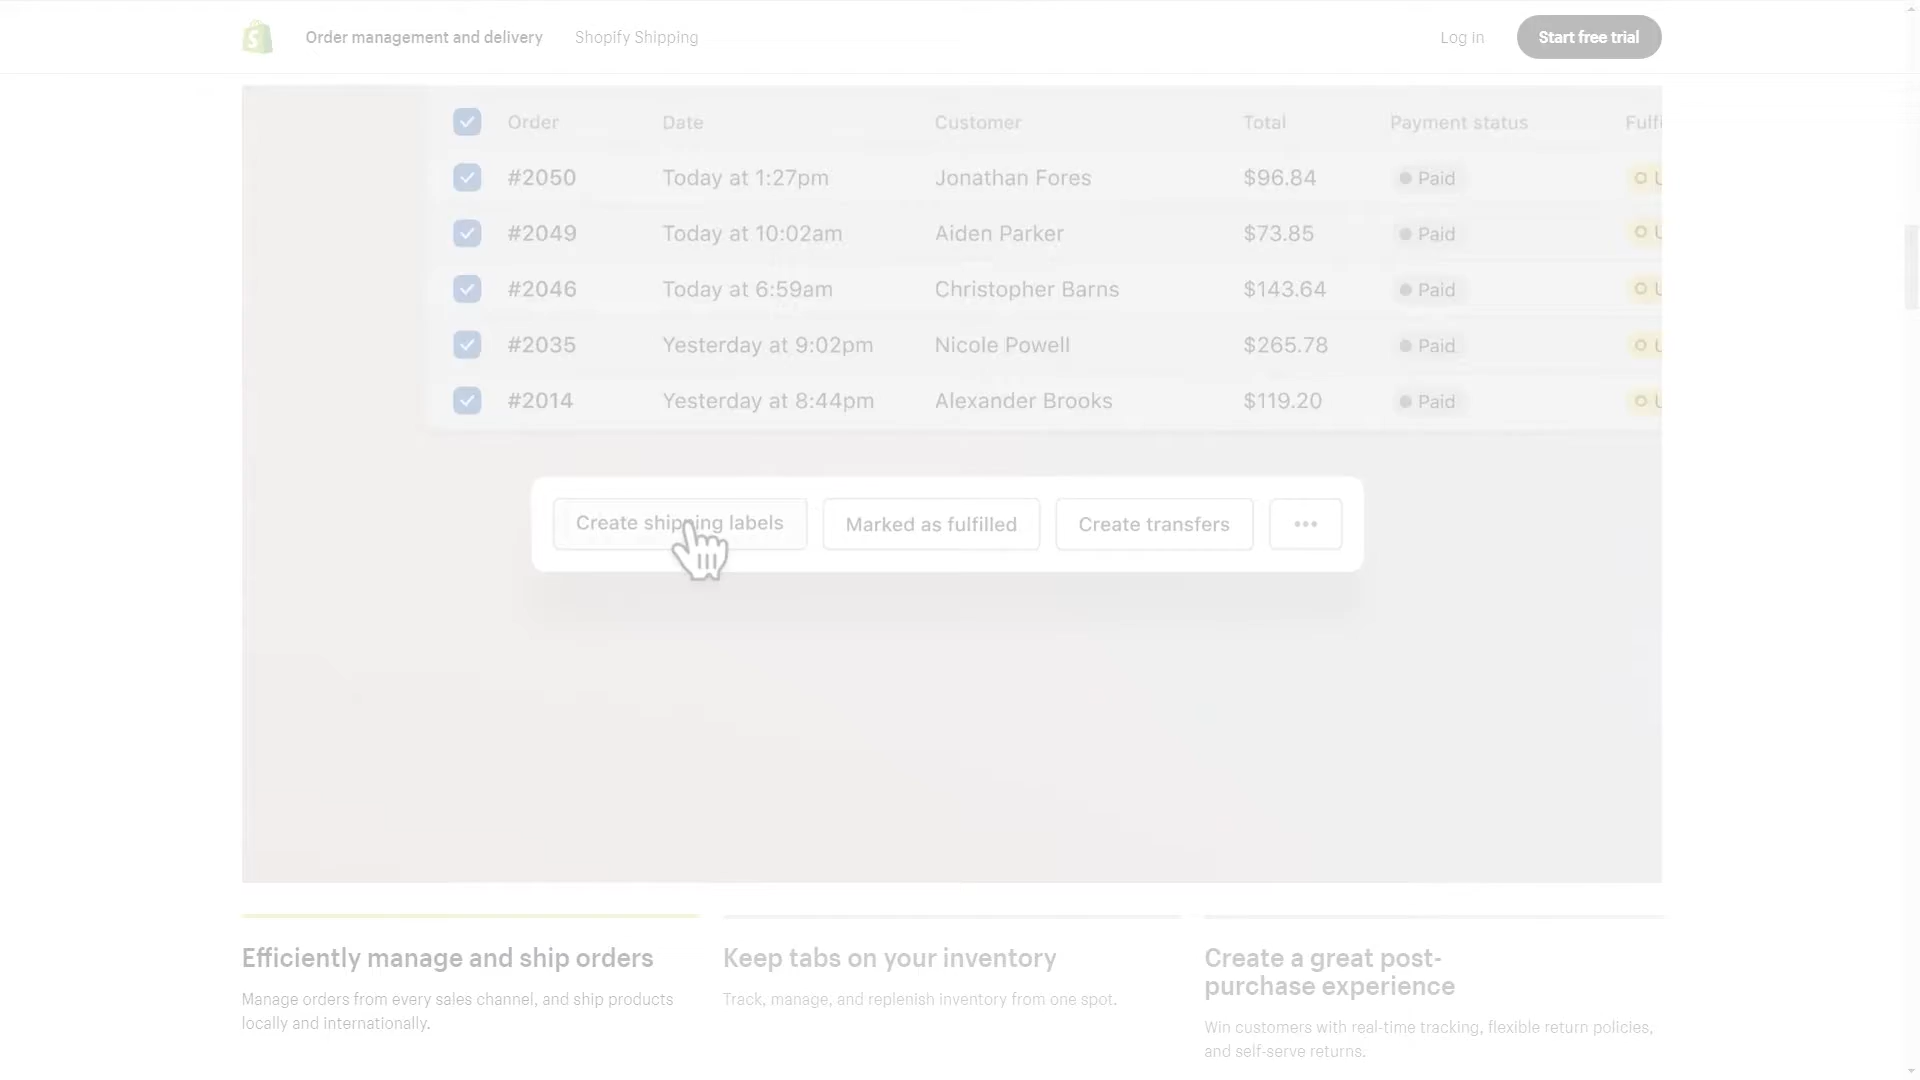 Order management and delivery Shopify Shipping Log in Start free trial
Order Date Customer Total Payment status
#2050 Today at 1:27pm Jonathan Fores $96.84 Paid
#2049 Today at 10:02am Aiden Parker $73.85 Paid
#2046 Today at 6:59am Christopher Barns $143.64 Paid
#2035 Yesterday at 9:02pm Nicole Powell $265.78 Paid
#2014 Yesterday at 8:44pm Alexander Brooks $119.20 Paid
Create shipping labels Marked as fulfilled Create transfers
Efficiently manage and ship orders
Manage orders from every sales channel, and ship products
locally and internationally.
Keep tabs on your inventory
Track, manage, and replenish inventory from one spot.
Create a great post-
purchase experience
Win customers with real-time tracking, flexible return policies,
and self-serve returns.